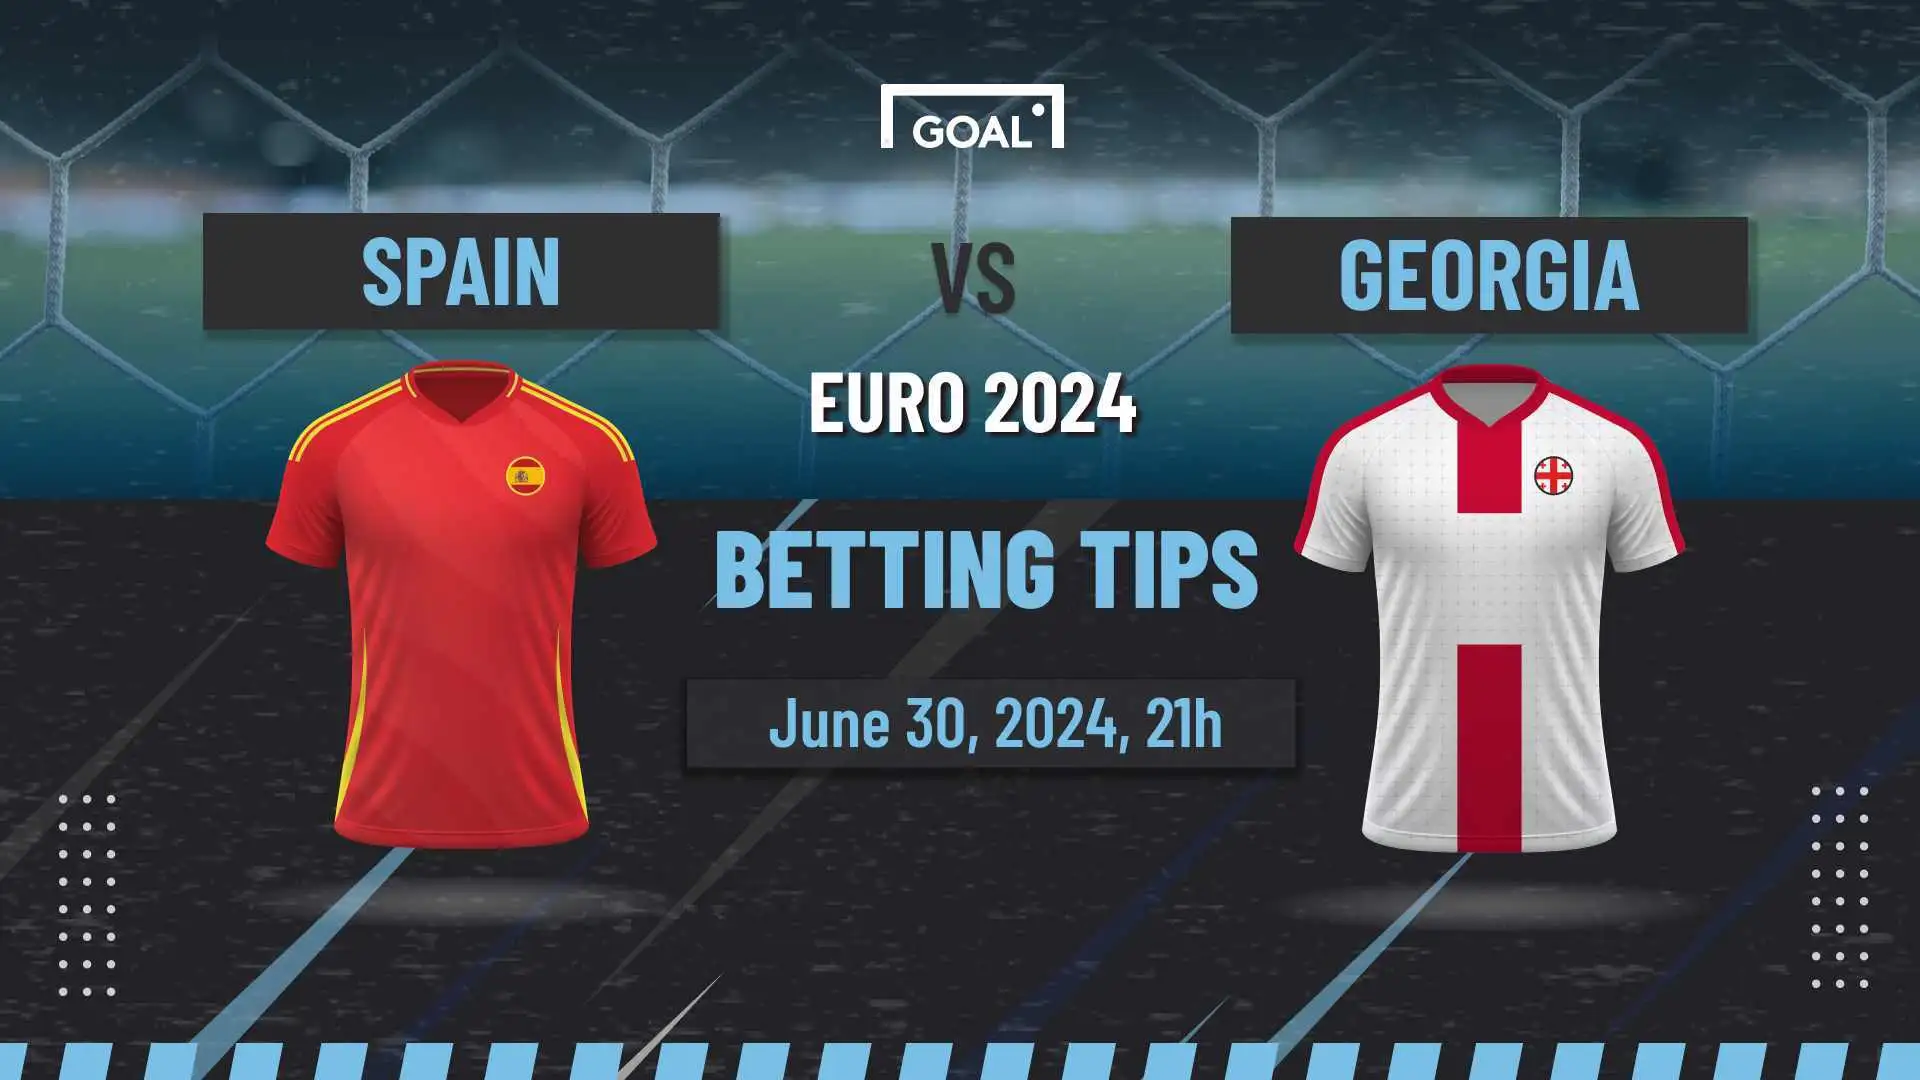 GOAL
SPAIN VS GEORGIA
EURO 2024
BETTING TIPS
June 30, 2024, 21h